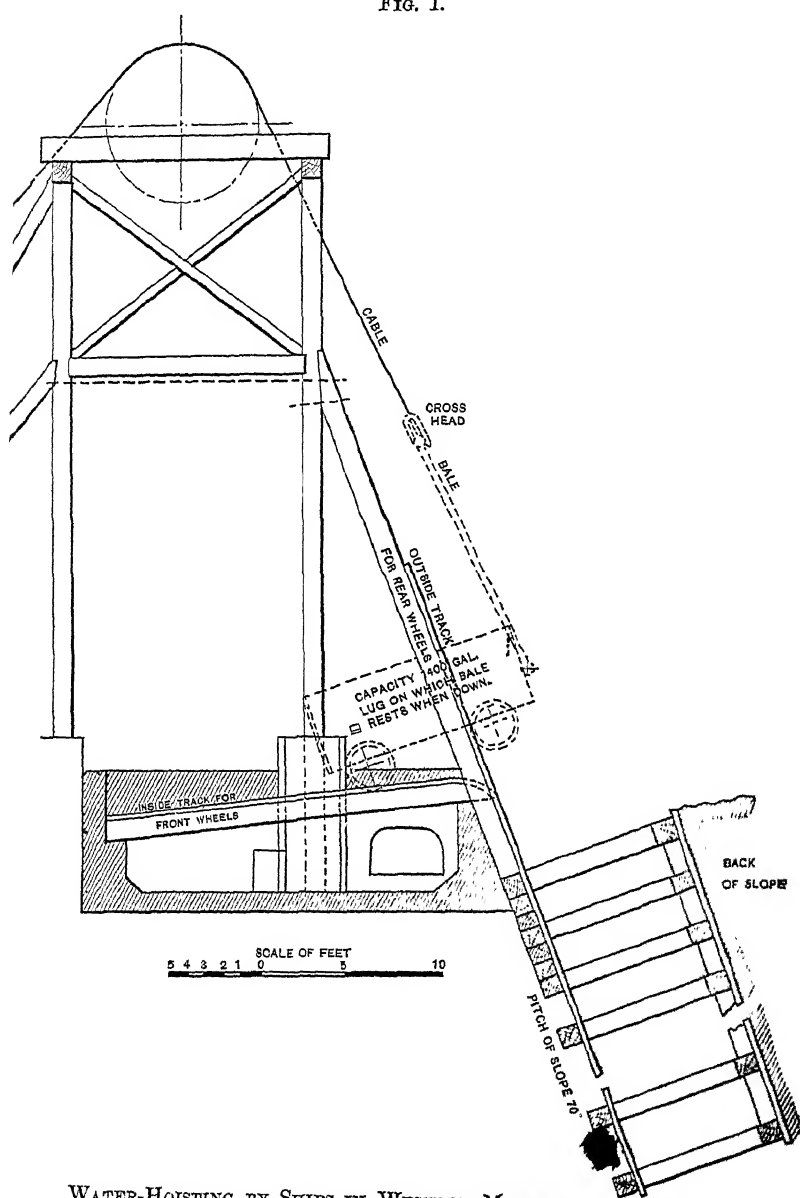 FIG. 1.
CABLE
CROSS
HEAD
BALE
OUTSIDE TRACK
FOR REAR WHEELS
CAPACITY 1400 GAL.
LUG ON WHICH BALE
RESTS WHEN DOWN.
INSIDE TRACK FOR
FRONT WHEELS
BACK
OF SLOPE
SCALE OF FEET
5 4 3 2 1 0 5 10
PITCH OF SLOPE 70°
WATER-HOISTING BY SKIPS IN